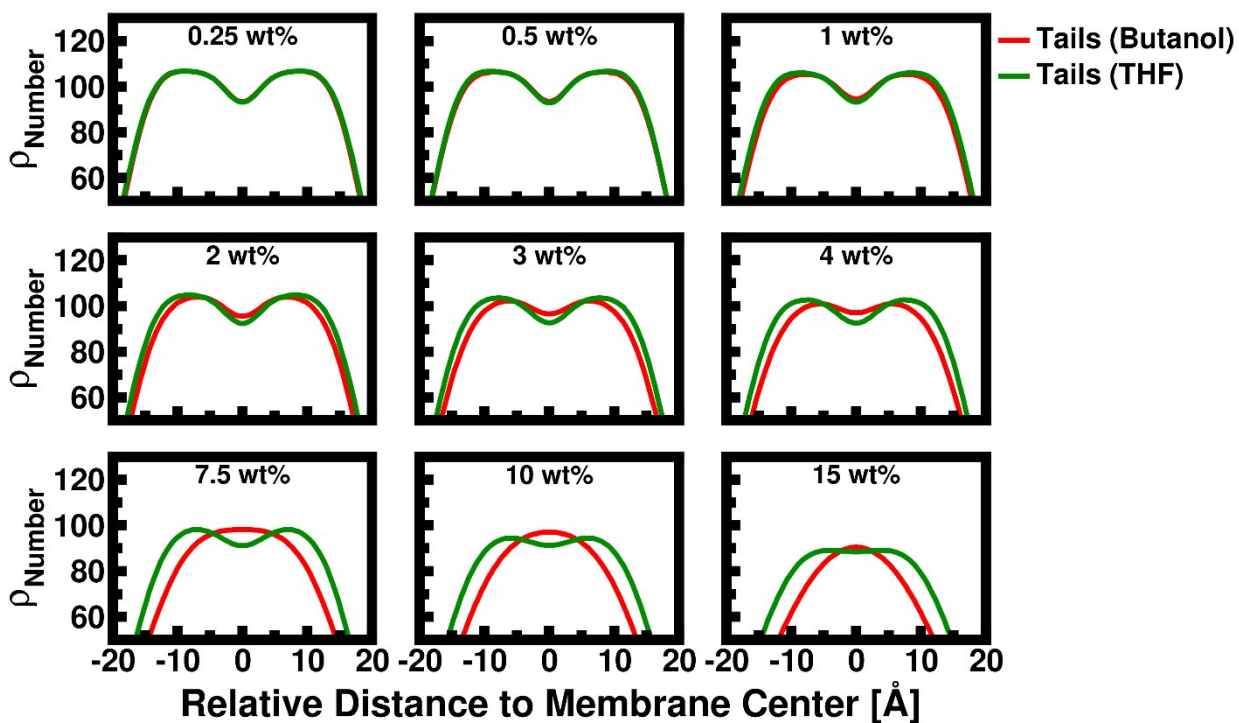 0.25 wt%
0.5 wt%
1 wt%
Tails (Butanol)
Tails (THF)
120
100
80
60
ρNumber
2 wt%
3 wt%
4 wt%
120
100
80
60
ρNumber
7.5 wt%
10 wt%
15 wt%
120
100
80
60
ρNumber
-20 -10 0 10 20 -20 -10 0 10 20 -20 -10 0 10 20
Relative Distance to Membrane Center [Å]